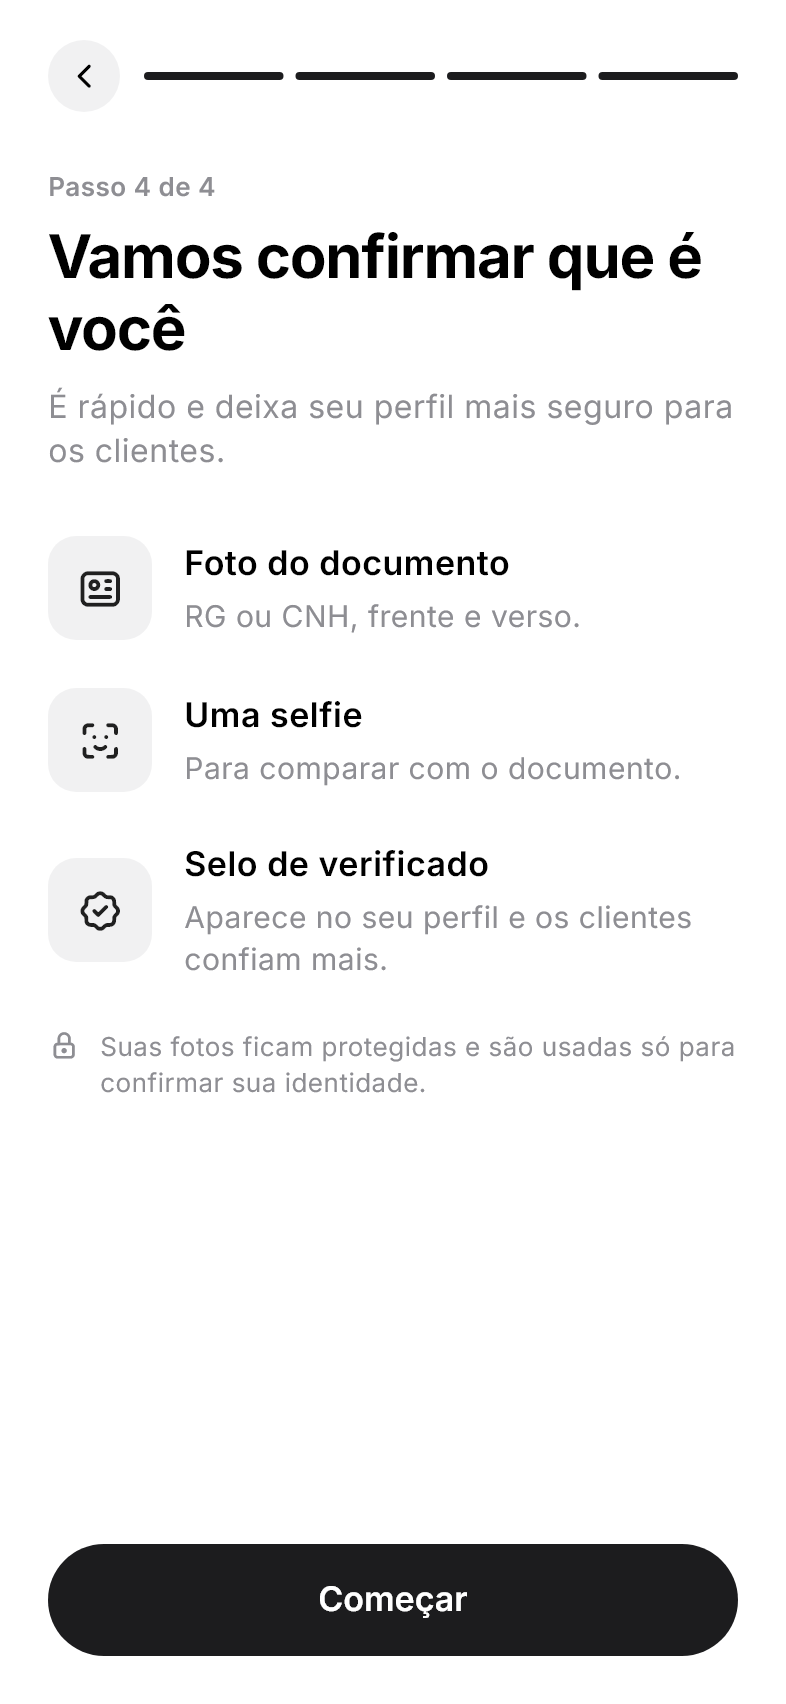 Passo 4 de 4
Vamos confirmar que é
você
É rápido e deixa seu perfil mais seguro para
os clientes.
Foto do documento
RG ou CNH, frente e verso.
Uma selfie
Para comparar com o documento.
Selo de verificado
Aparece no seu perfil e os clientes
confiam mais.
Suas fotos ficam protegidas e são usadas só para
confirmar sua identidade.
Começar